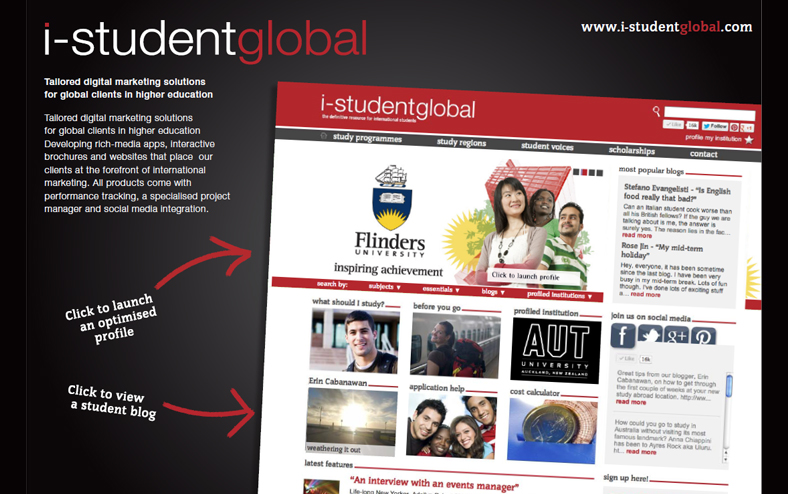 i-studentglobal
www.i-studentglobal.com
Tailored digital marketing solutions
for global clients in higher education
Tailored digital marketing solutions
for global clients in higher education
Developing rich-media apps, interactive
brochures and websites that place our
clients at the forefront of international
marketing. All products come with
performance tracking, a specialised project
manager and social media integration.
Click to launch
an optimised
profile
Click to view
a student blog
i-studentglobal
the definitive resource for international students
Like 16k Follow
profile my institution
study programmes study regions student voices scholarships contact
Flinders
UNIVERSITY
inspiring achievement
Click to launch profile
most popular blogs
Stefano Evangelisti - “Is English
food really that bad?”
Can an Italian student cook worse than
all his British fellows? If the guy we are
talking about is me, the answer is
surely yes. The reason lies in the fac...
read more
Rose Jin - “My mid-term
holiday”
Hey, everyone. It has been sometime
since the last blog. I have been very
busy in my mid-term break. Lots of fun
though, I've done lots of exciting stuff
a... read more
search by: subjects ▼ essentials ▼ blogs ▼ profiled institutions ▼
what should i study?
before you go
profiled institution
AUT
UNIVERSITY
AUCKLAND, NEW ZEALAND
join us on social media
f g+ P
Like 16k
Great tips from our blogger, Erin
Cabanawan, on how to get through
the first couple of weeks at your new
study abroad location. http://ww...
read more
How could you go to study in
Australia without visiting its most
famous landmark? Anna Chiappini
has been to Ayres Rock aka Uluru.
read more
Erin Cabanawan
weathering it out
application help
cost calculator
latest features
“An interview with an events manager”
sign up here!